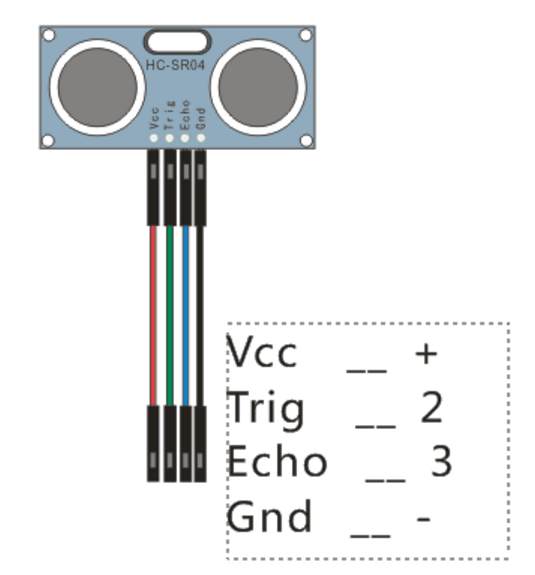 HC-SR04
Vcc
Trig
Echo
Gnd
Vcc __ +
Trig __ 2
Echo __ 3
Gnd __ -